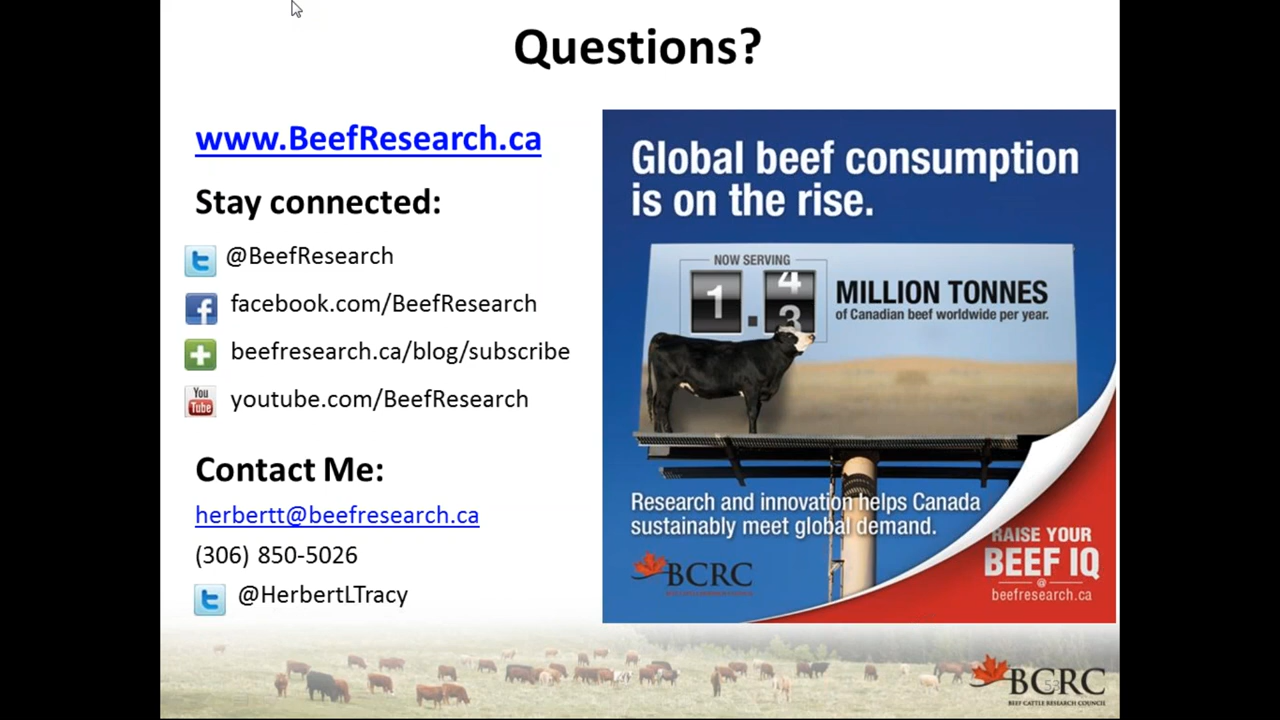 Questions?
www.BeefResearch.ca
Stay connected:
@BeefResearch
facebook.com/BeefResearch
beefresearch.ca/blog/subscribe
You
Tube
youtube.com/BeefResearch
Contact Me:
herbertt@beefresearch.ca
(306) 850-5026
@HerbertLTracy
Global beef consumption
is on the rise.
NOW SERVING
1.
4
3
MILLION TONNES
of Canadian beef worldwide per year.
Research and innovation helps Canada
sustainably meet global demand.
BCRC
RAISE YOUR
BEEF IQ
@
beefresearch.ca
BCRC
BEEF CATTLE RESEARCH COUNCIL